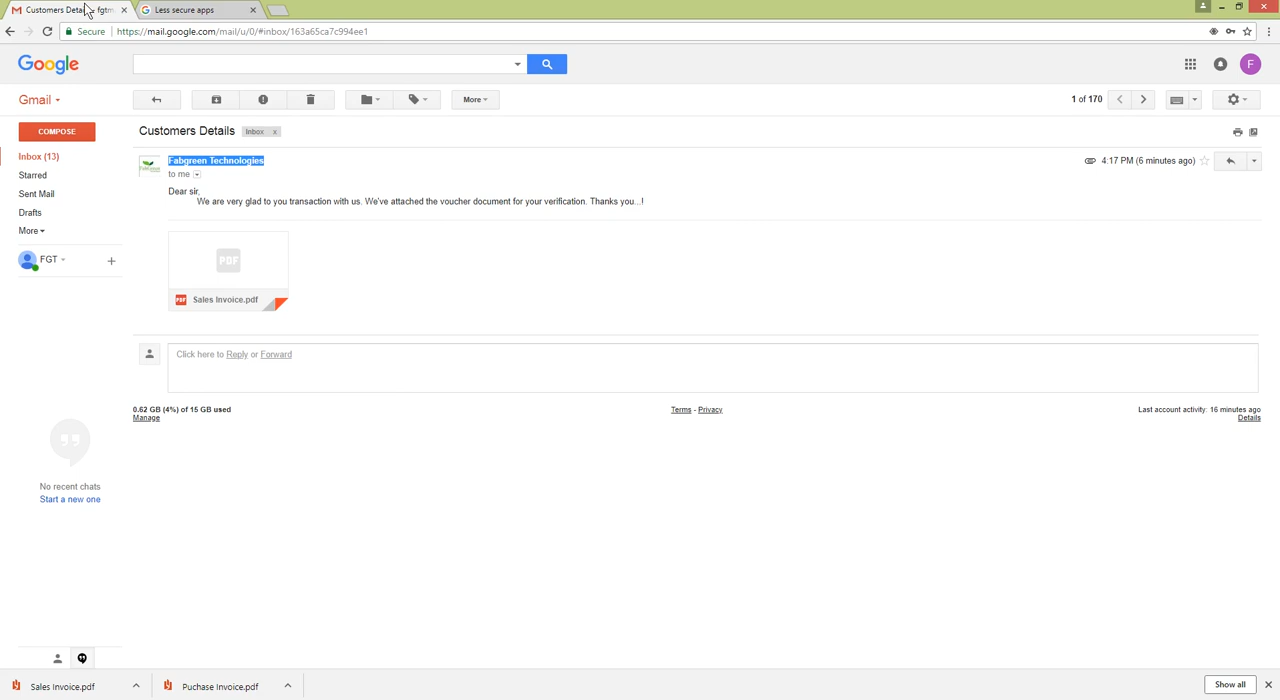 Customers Deta
fgtm
Less secure apps
Secure
https://mail.google.com/mail/u/0/#inbox/163a65ca7c994ee1
Google
F
Gmail
More
1 of 170
COMPOSE
Customers Details
Inbox x
Inbox (13)
Starred
Sent Mail
Drafts
More
FGT
Fabgreen Technologies
4:17 PM (6 minutes ago)
to me
Dear sir,
We are very glad to you transaction with us. We've attached the voucher document for your verification. Thank you...!
PDF
PDF Sales Invoice.pdf
Click here to Reply or Forward
0.62 GB (4%) of 15 GB used
Manage
Terms - Privacy
Last account activity: 16 minutes ago
Details
No recent chats
Start a new one
Sales Invoice.pdf
Puchase Invoice.pdf
Show all